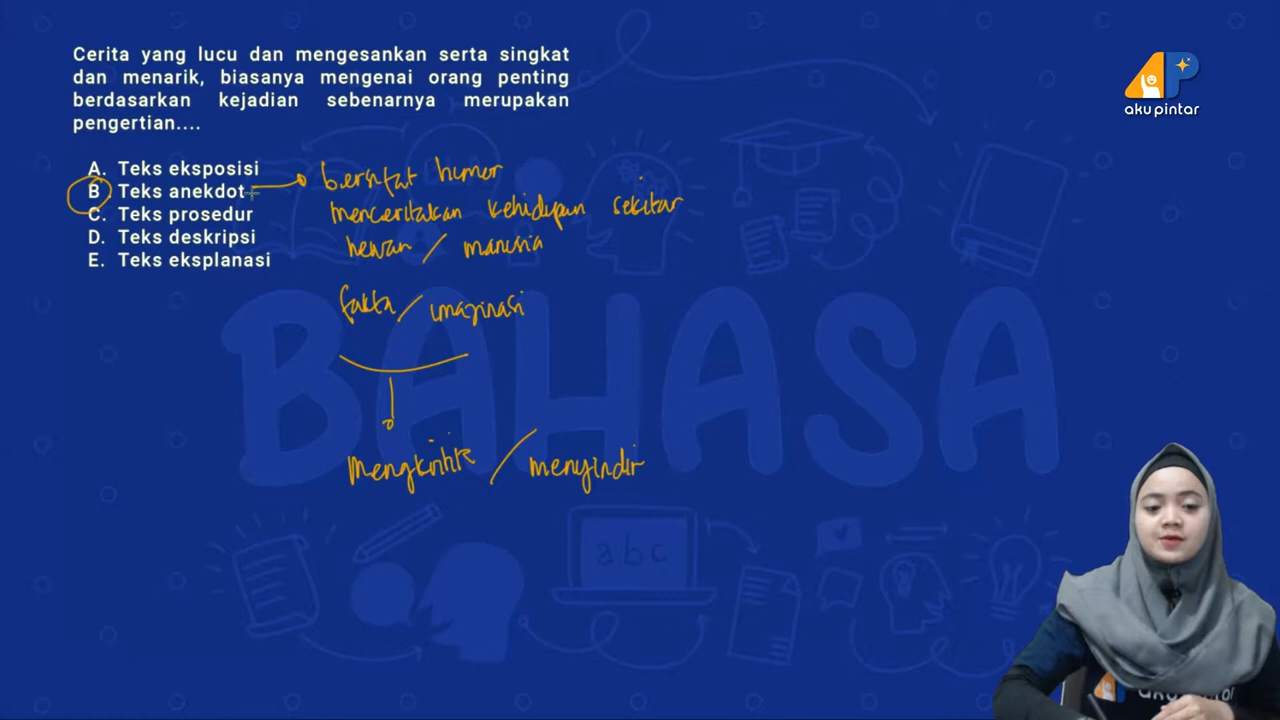 Cerita yang lucu dan mengesankan serta singkat
dan menarik, biasanya mengenai orang penting
berdasarkan kejadian sebenarnya merupakan
pengertian....
A. Teks eksposisi
B. Teks anekdot
C. Teks prosedur
D. Teks deskripsi
E. Teks eksplanasi
bersifat humor
menceritakan kehidupan sekitar
hewan / manusia
fakta / imajinasi
mengkritik / menyindir
AP
aku pintar
BAHASA
abc